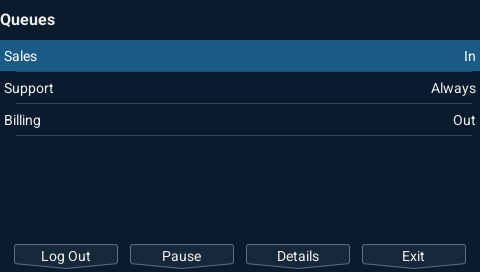 Queues
Sales In
Support Always
Billing Out
Log Out Pause Details Exit